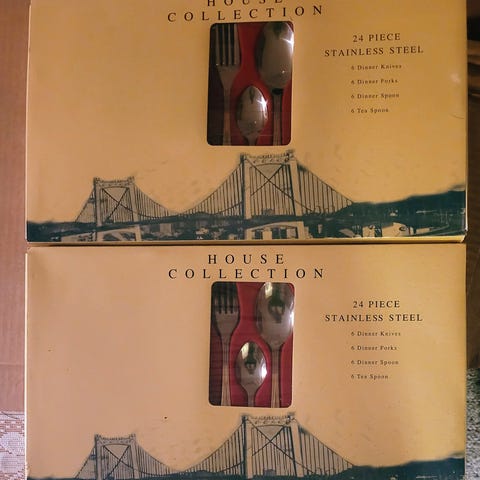 HOUSE
COLLECTION
24 PIECE
STAINLESS STEEL
6 Dinner Knives
6 Dinner Forks
6 Dinner Spoon
6 Tea Spoon
HOUSE
COLLECTION
24 PIECE
STAINLESS STEEL
6 Dinner Knives
6 Dinner Forks
6 Dinner Spoon
6 Tea Spoon